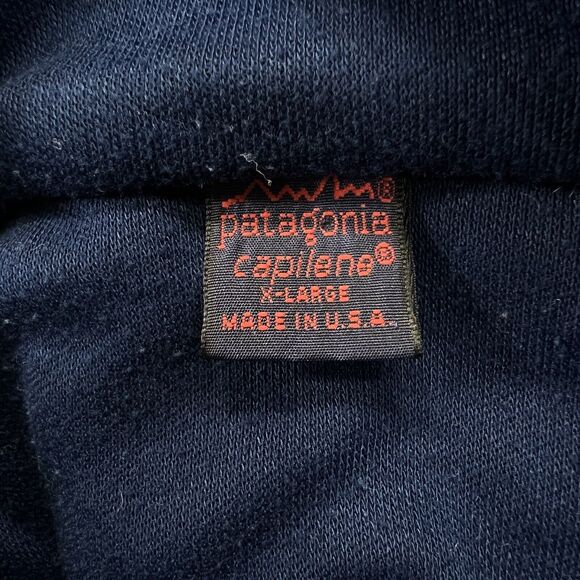 ®
patagonia
capilene®
X-LARGE
MADE IN U.S.A.